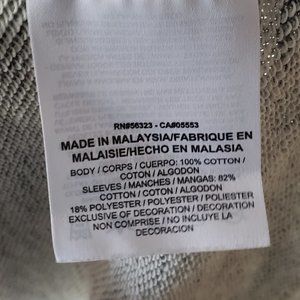 RN#56323 - CA#05553
MADE IN MALAYSIA/FABRIQUE EN
MALAISIE/HECHO EN MALASIA
BODY / CORPS / CUERPO: 100% COTTON /
COTON / ALGODON
SLEEVES / MANCHES / MANGAS: 82%
COTTON / COTON / ALGODON
18% POLYESTER / POLYESTER / POLIESTER
EXCLUSIVE OF DECORATION / DECORATION
NON COMPRISE / NO INCLUYE LA
DECORACION